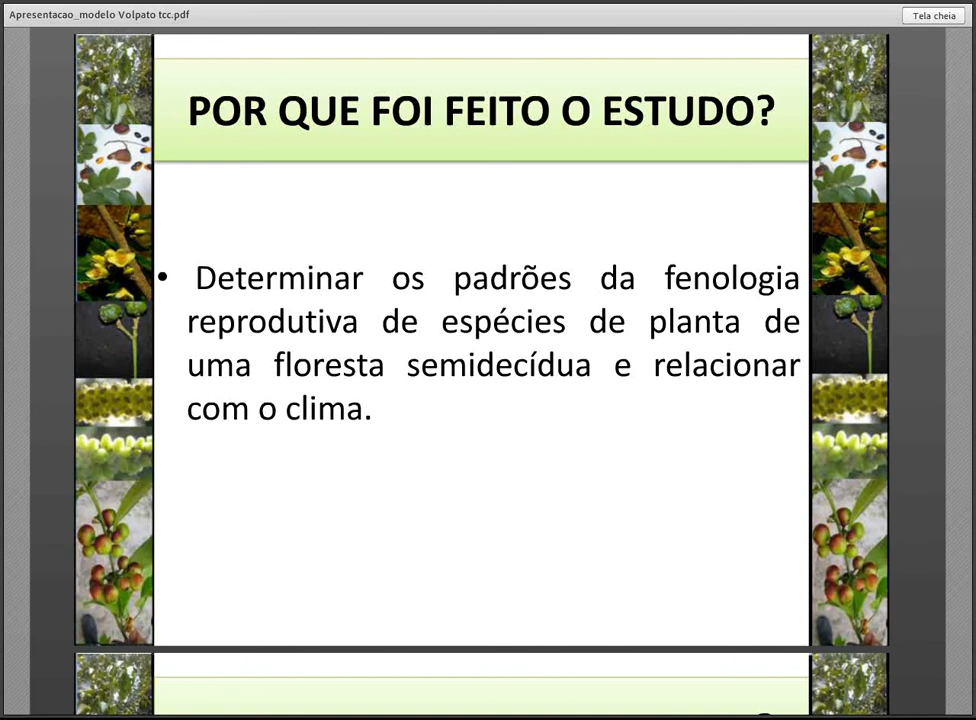 Apresentacao_modelo Volpato tcc.pdf
Tela cheia
POR QUE FOI FEITO O ESTUDO?
• Determinar os padrões da fenologia
reprodutiva de espécies de planta de
uma floresta semidecídua e relacionar
com o clima.